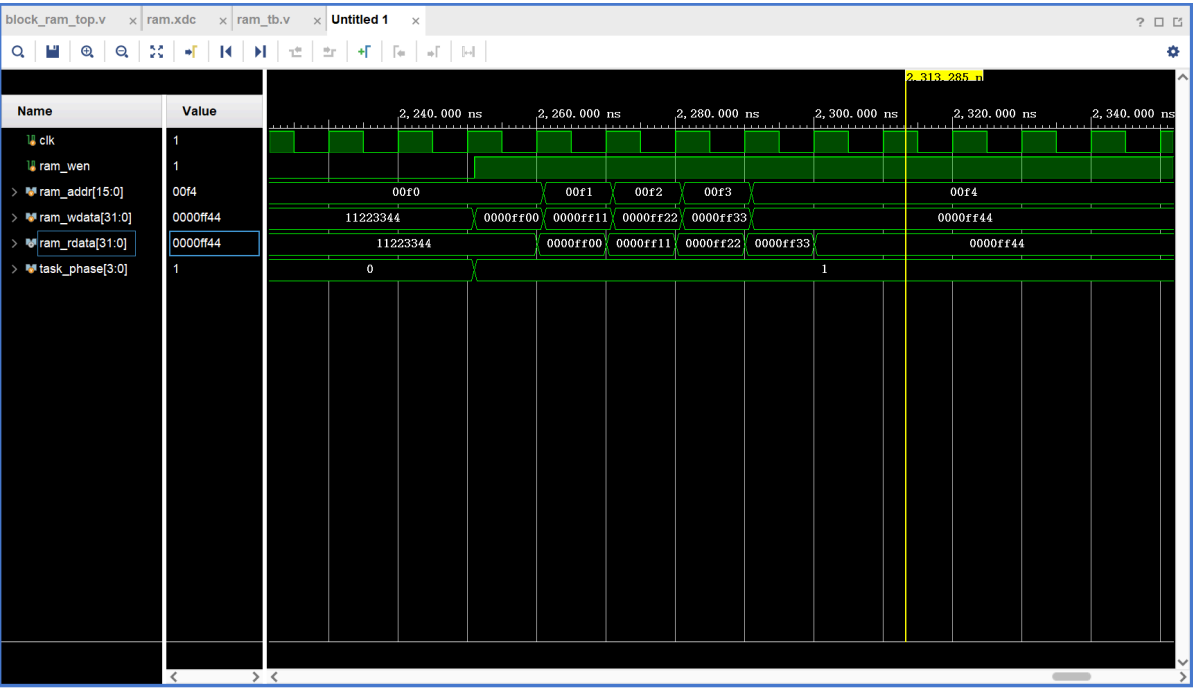 block_ram_top.v × ram.xdc × ram_tb.v × Untitled 1 × ?
2,313.285 n
Name Value 2,240.000 ns 2,260.000 ns 2,280.000 ns 2,300.000 ns 2,320.000 ns 2,340.000 ns
clk 1
ram_wen 1
ram_addr[15:0] 00f4 00f0 00f1 00f2 00f3 00f4
ram_wdata[31:0] 0000ff44 11223344 0000ff00 0000ff11 0000ff22 0000ff33 0000ff44
ram_rdata[31:0] 0000ff44 11223344 0000ff00 0000ff11 0000ff22 0000ff33 0000ff44
task_phase[3:0] 1 0 1